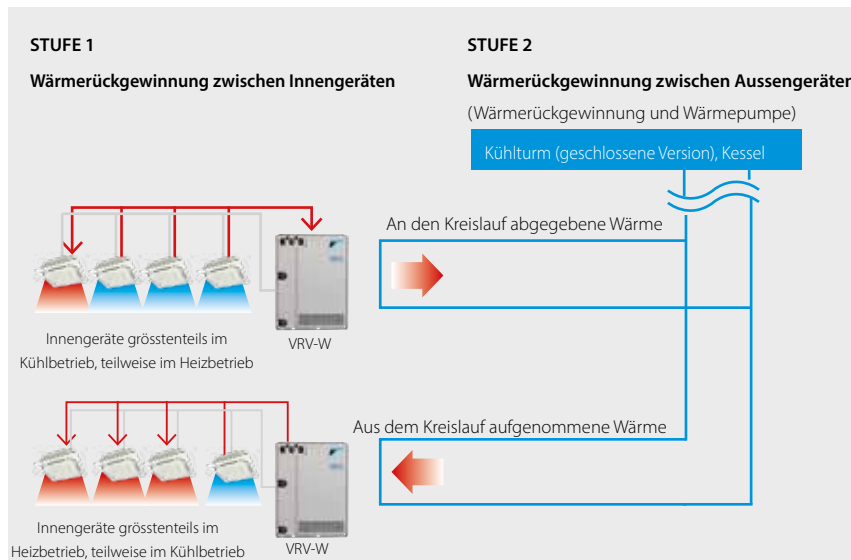 STUFE 1
Wärmerückgewinnung zwischen Innengeräten
STUFE 2
Wärmerückgewinnung zwischen Aussengeräten
(Wärmerückgewinnung und Wärmepumpe)
Kühlturm (geschlossene Version), Kessel
An den Kreislauf abgegebene Wärme
VRV-W
Innengeräte grösstenteils im
Kühlbetrieb, teilweise im Heizbetrieb
Aus dem Kreislauf aufgenommene Wärme
VRV-W
Innengeräte grösstenteils im
Heizbetrieb, teilweise im Kühlbetrieb